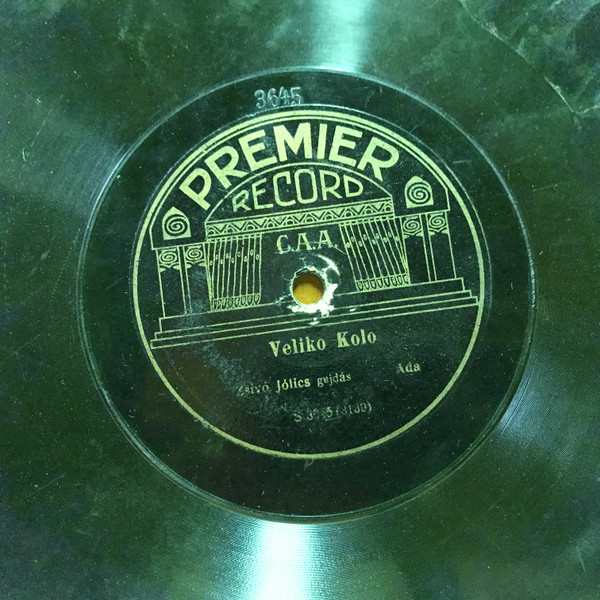 3645
PREMIER
RECORD
C.A.A.
Veliko Kolo
Jólics gajdás Ada